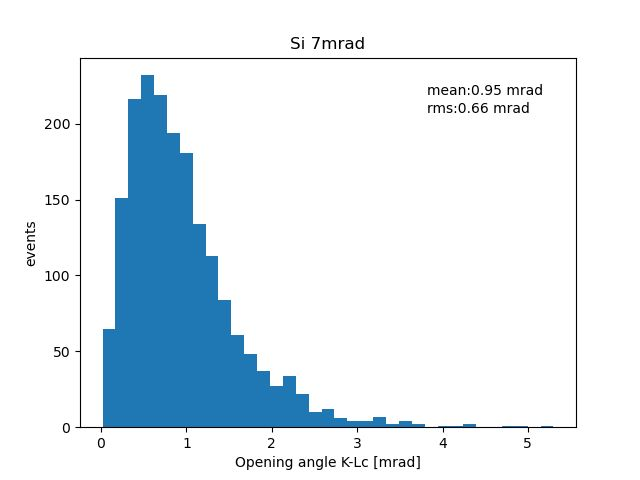 Si 7mrad
mean:0.95 mrad
rms:0.66 mrad
events
200
150
100
50
0
0 1 2 3 4 5
Opening angle K-Lc [mrad]